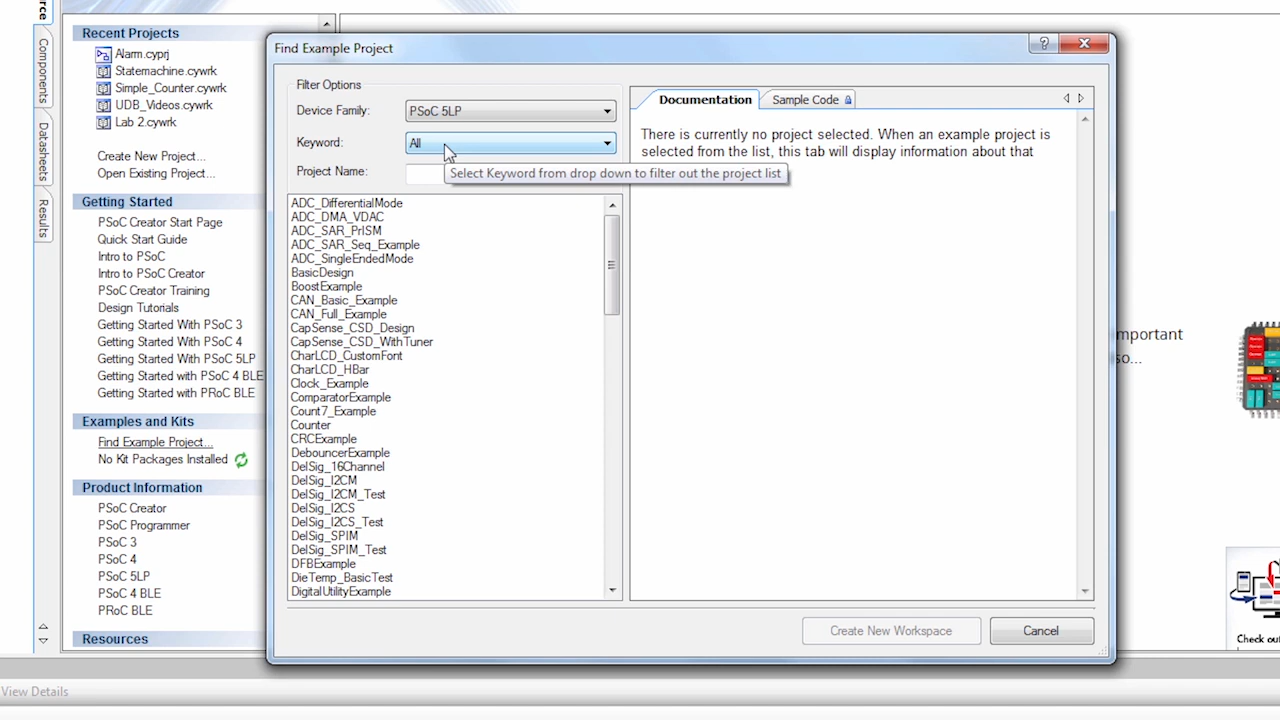 rce
Components
Datasheets
Results
Recent Projects
Alarm.cyprj
Statemachine.cywrk
Simple_Counter.cywrk
UDB_Videos.cywrk
Lab 2.cywrk
Create New Project...
Open Existing Project...
Getting Started
PSoC Creator Start Page
Quick Start Guide
Intro to PSoC
Intro to PSoC Creator
PSoC Creator Training
Design Tutorials
Getting Started With PSoC 3
Getting Started With PSoC 4
Getting Started With PSoC 5LP
Getting Started with PSoC 4 BLE
Getting Started with PRoC BLE
Examples and Kits
Find Example Project...
No Kit Packages Installed
Product Information
PSoC Creator
PSoC Programmer
PSoC 3
PSoC 4
PSoC 5LP
PSoC 4 BLE
PRoC BLE
Resources
Find Example Project
Filter Options
Device Family: PSoC 5LP
Keyword: All
Project Name:
Select Keyword from drop down to filter out the project list
ADC_DifferentialMode
ADC_DMA_VDAC
ADC_SAR_PrISM
ADC_SAR_Seq_Example
ADC_SingleEndedMode
BasicDesign
BoostExample
CAN_Basic_Example
CAN_Full_Example
CapSense_CSD_Design
CapSense_CSD_WithTuner
CharLCD_CustomFont
CharLCD_HBar
Clock_Example
ComparatorExample
Count7_Example
Counter
CRCExample
DebouncerExample
DelSig_16Channel
DelSig_I2CM
DelSig_I2CM_Test
DelSig_I2CS
DelSig_I2CS_Test
DelSig_SPIM
DelSig_SPIM_Test
DFBExample
DieTemp_BasicTest
DigitalUtilityExample
Documentation
Sample Code
There is currently no project selected. When an example project is
selected from the list, this tab will display information about that
Create New Workspace
Cancel
mportant
so...
Check out
View Details